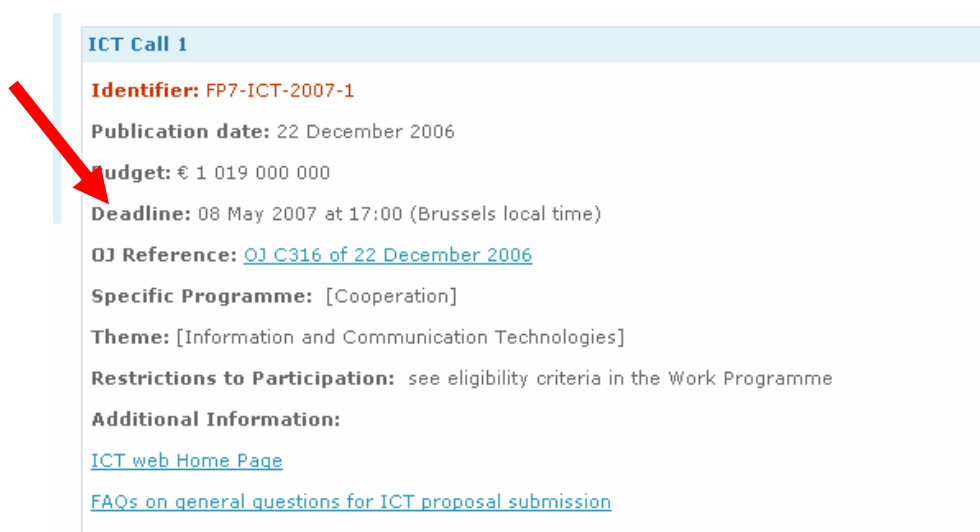 ICT Call 1
Identifier: FP7-ICT-2007-1
Publication date: 22 December 2006
Budget: € 1 019 000 000
Deadline: 08 May 2007 at 17:00 (Brussels local time)
OJ Reference: OJ C316 of 22 December 2006
Specific Programme: [Cooperation]
Theme: [Information and Communication Technologies]
Restrictions to Participation: see eligibility criteria in the Work Programme
Additional Information:
ICT web Home Page
FAQs on general questions for ICT proposal submission